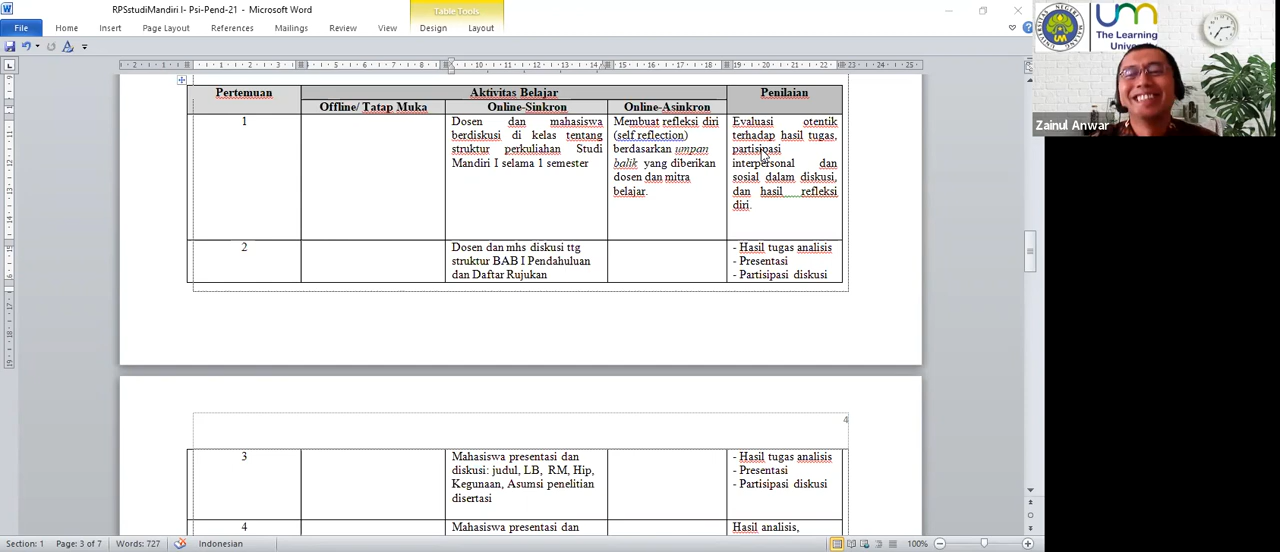 RPSstudiMandiri I- Psi-Pend-21 - Microsoft Word
Table Tools
File Home Insert Page Layout References Mailings Review View Design Layout
UM
The Learning
University
Zainul Anwar
Pertemuan Aktivitas Belajar Penilaian
Offline/ Tatap Muka Online-Sinkron Online-Asinkron
1
Dosen dan mahasiswa
berdiskusi di kelas tentang
struktur perkuliahan Studi
Mandiri I selama 1 semester
Membuat refleksi diri
(self reflection)
berdasarkan umpan
balik yang diberikan
dosen dan mitra
belajar.
Evaluasi otentik
terhadap hasil tugas,
partisipasi
interpersonal dan
sosial dalam diskusi,
dan hasil refleksi
diri.
2
Dosen dan mhs diskusi ttg
struktur BAB I Pendahuluan
dan Daftar Rujukan
- Hasil tugas analisis
- Presentasi
- Partisipasi diskusi
4
3
Mahasiswa presentasi dan
diskusi: judul, LB, RM, Hip,
Kegunaan, Asumsi penelitian
disertasi
- Hasil tugas analisis
- Presentasi
- Partisipasi diskusi
4
Mahasiswa presentasi dan
Hasil analisis,
Section: 1 Page: 3 of 7 Words: 727 Indonesian 100%